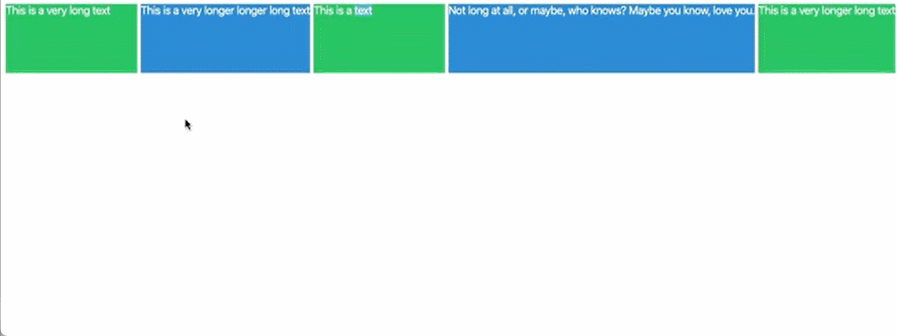 This is a very long text
This is a very longer longer long text
This is a text
Not long at all, or maybe, who knows? Maybe you know, love you.
This is a very longer long text